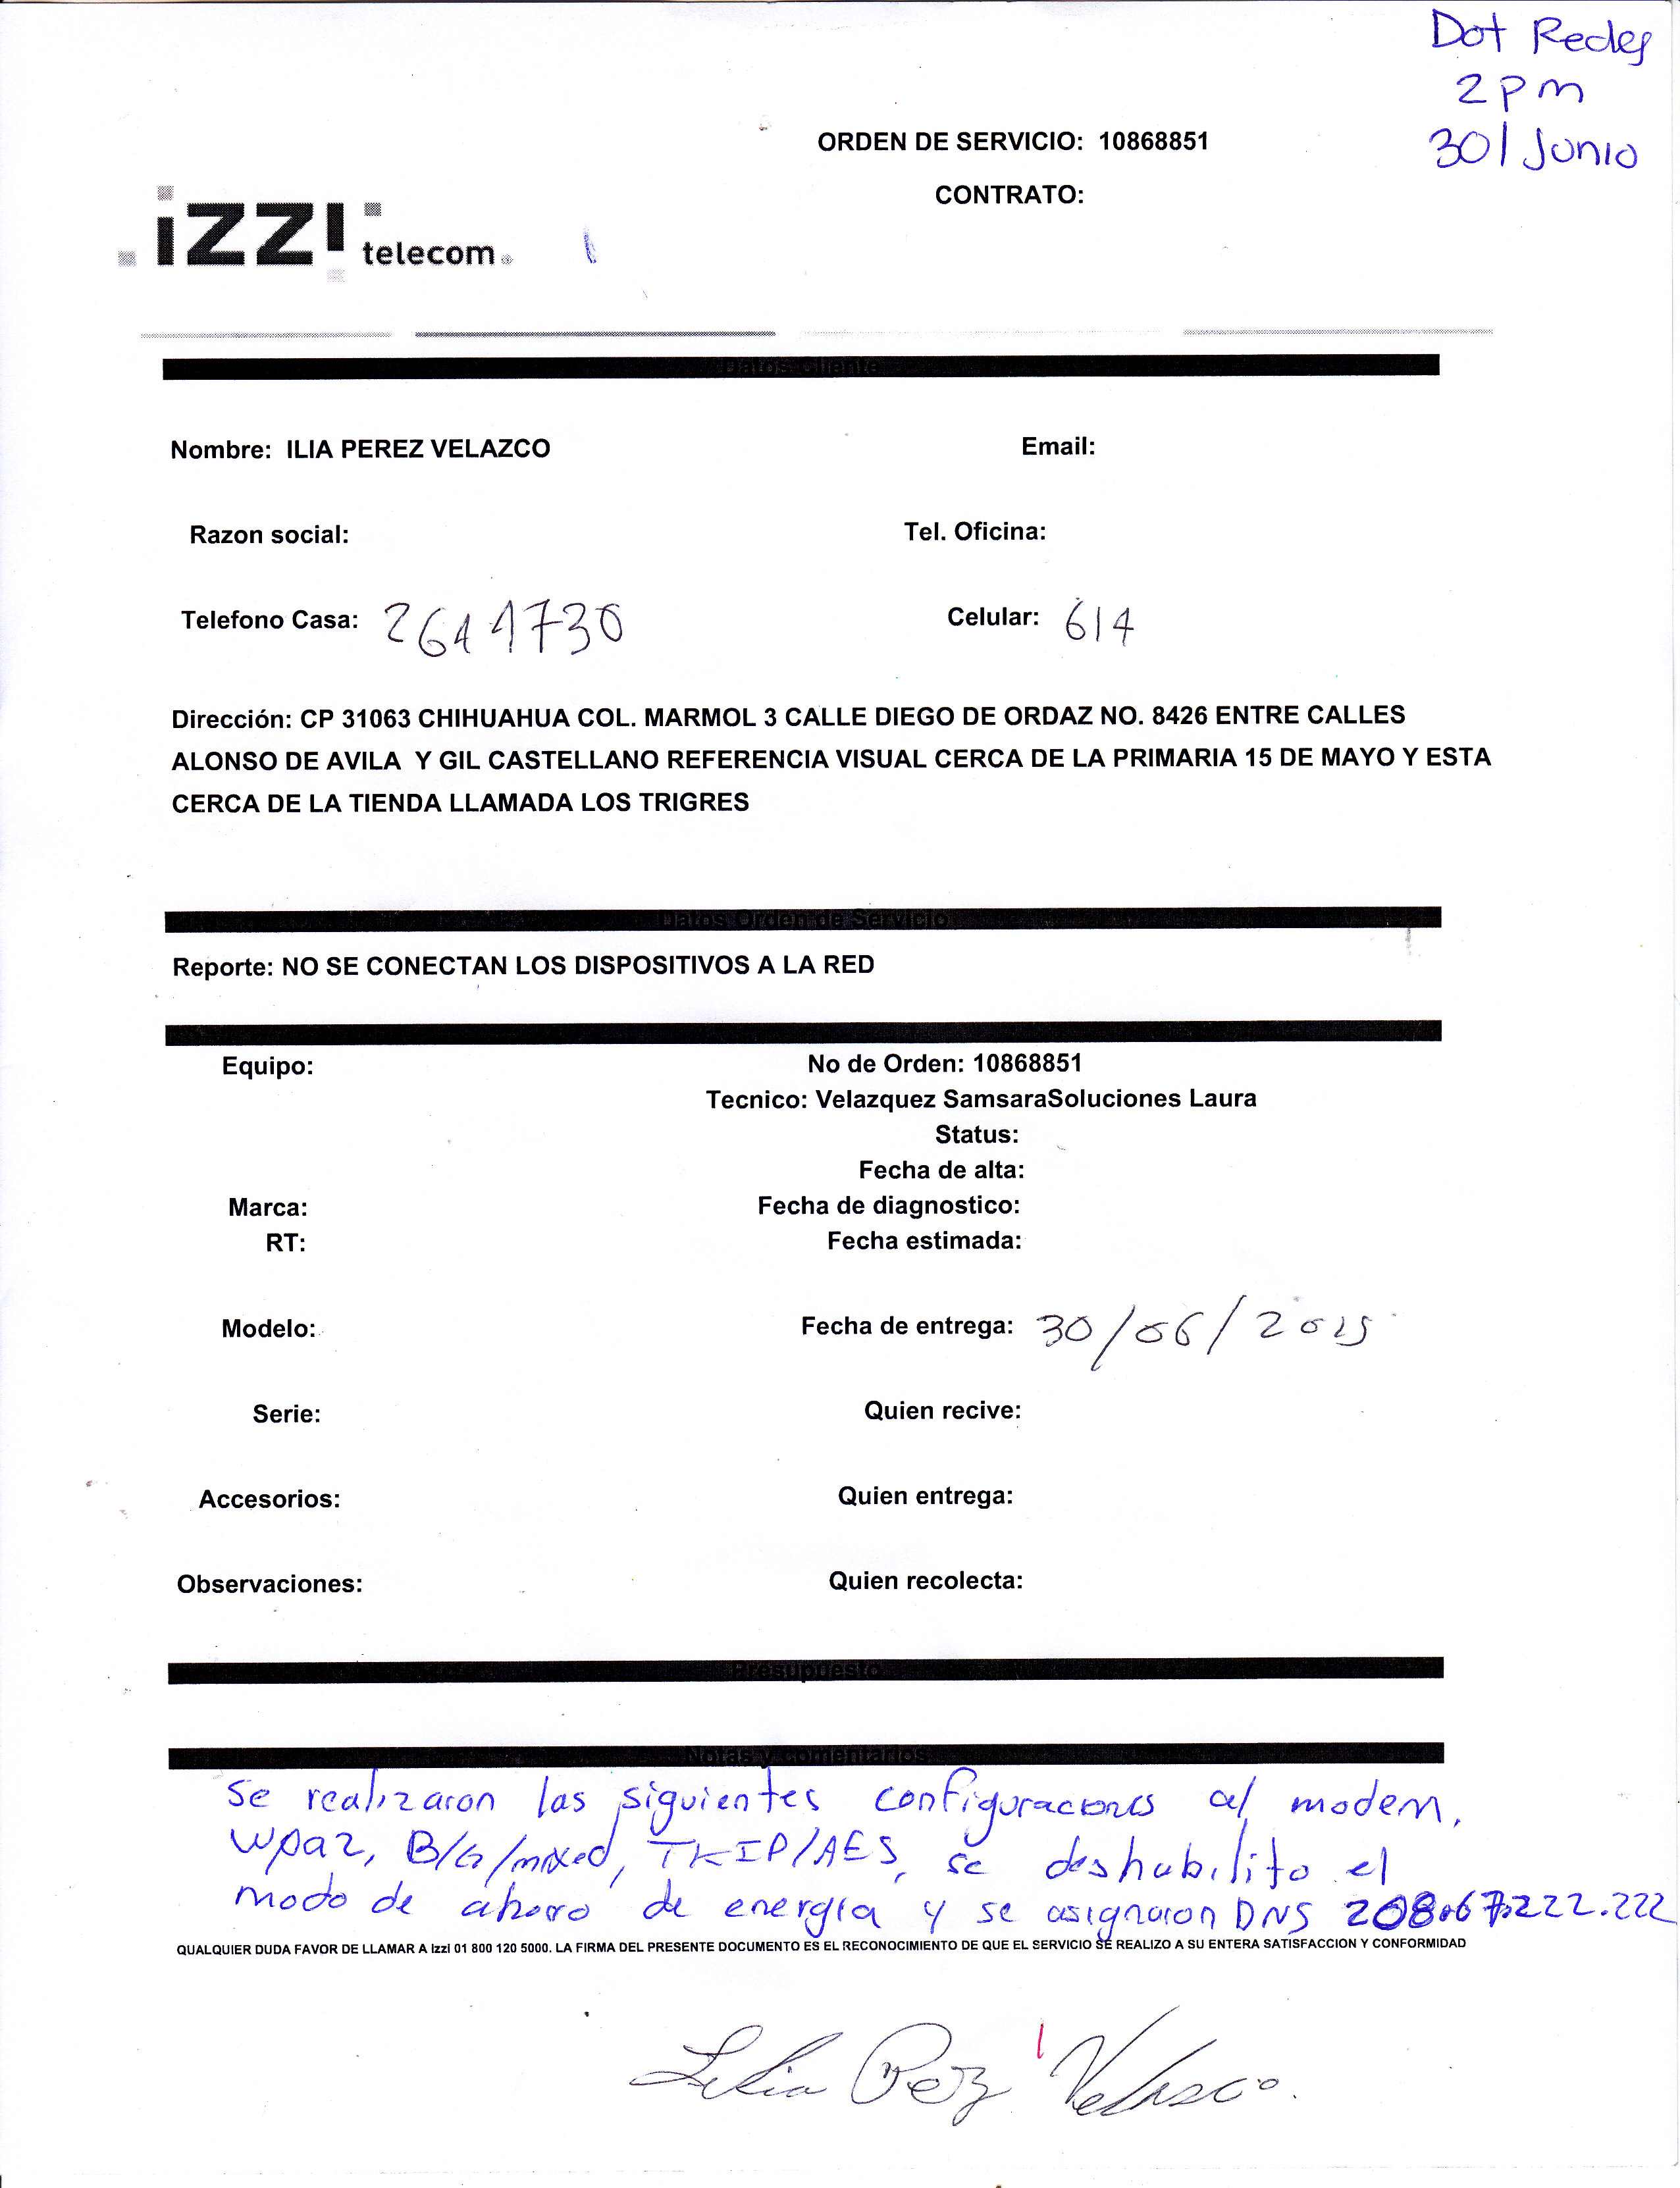 Dot Redes
2 pm
30/Junio
ORDEN DE SERVICIO: 10868851
CONTRATO:
izzi telecom
Datos Cliente
Nombre: ILIA PEREZ VELAZCO Email:
Razon social: Tel. Oficina:
Telefono Casa: 2611730 Celular: 614
Dirección: CP 31063 CHIHUAHUA COL. MARMOL 3 CALLE DIEGO DE ORDAZ NO. 8426 ENTRE CALLES
ALONSO DE AVILA Y GIL CASTELLANO REFERENCIA VISUAL CERCA DE LA PRIMARIA 15 DE MAYO Y ESTA
CERCA DE LA TIENDA LLAMADA LOS TRIGRES
Datos Orden de Servicio
Reporte: NO SE CONECTAN LOS DISPOSITIVOS A LA RED
Equipo: No de Orden: 10868851
Tecnico: Velazquez SamsaraSoluciones Laura
Status:
Fecha de alta:
Marca: Fecha de diagnostico:
RT: Fecha estimada:
Modelo: Fecha de entrega: 30/06/2015
Serie: Quien recive:
Accesorios: Quien entrega:
Observaciones: Quien recolecta:
Presupuesto
Notas y comentarios
Se realizaron las siguientes configuraciones al modem,
wpa2, B/G/mixed, TKIP/AES, se deshabilito el
modo de ahorro de energia y se asignaron DNS 208.67.222.222
QUALQUIER DUDA FAVOR DE LLAMAR A izzi 01 800 120 5000. LA FIRMA DEL PRESENTE DOCUMENTO ES EL RECONOCIMIENTO DE QUE EL SERVICIO SE REALIZO A SU ENTERA SATISFACCION Y CONFORMIDAD
Lilia Perez Velasco.